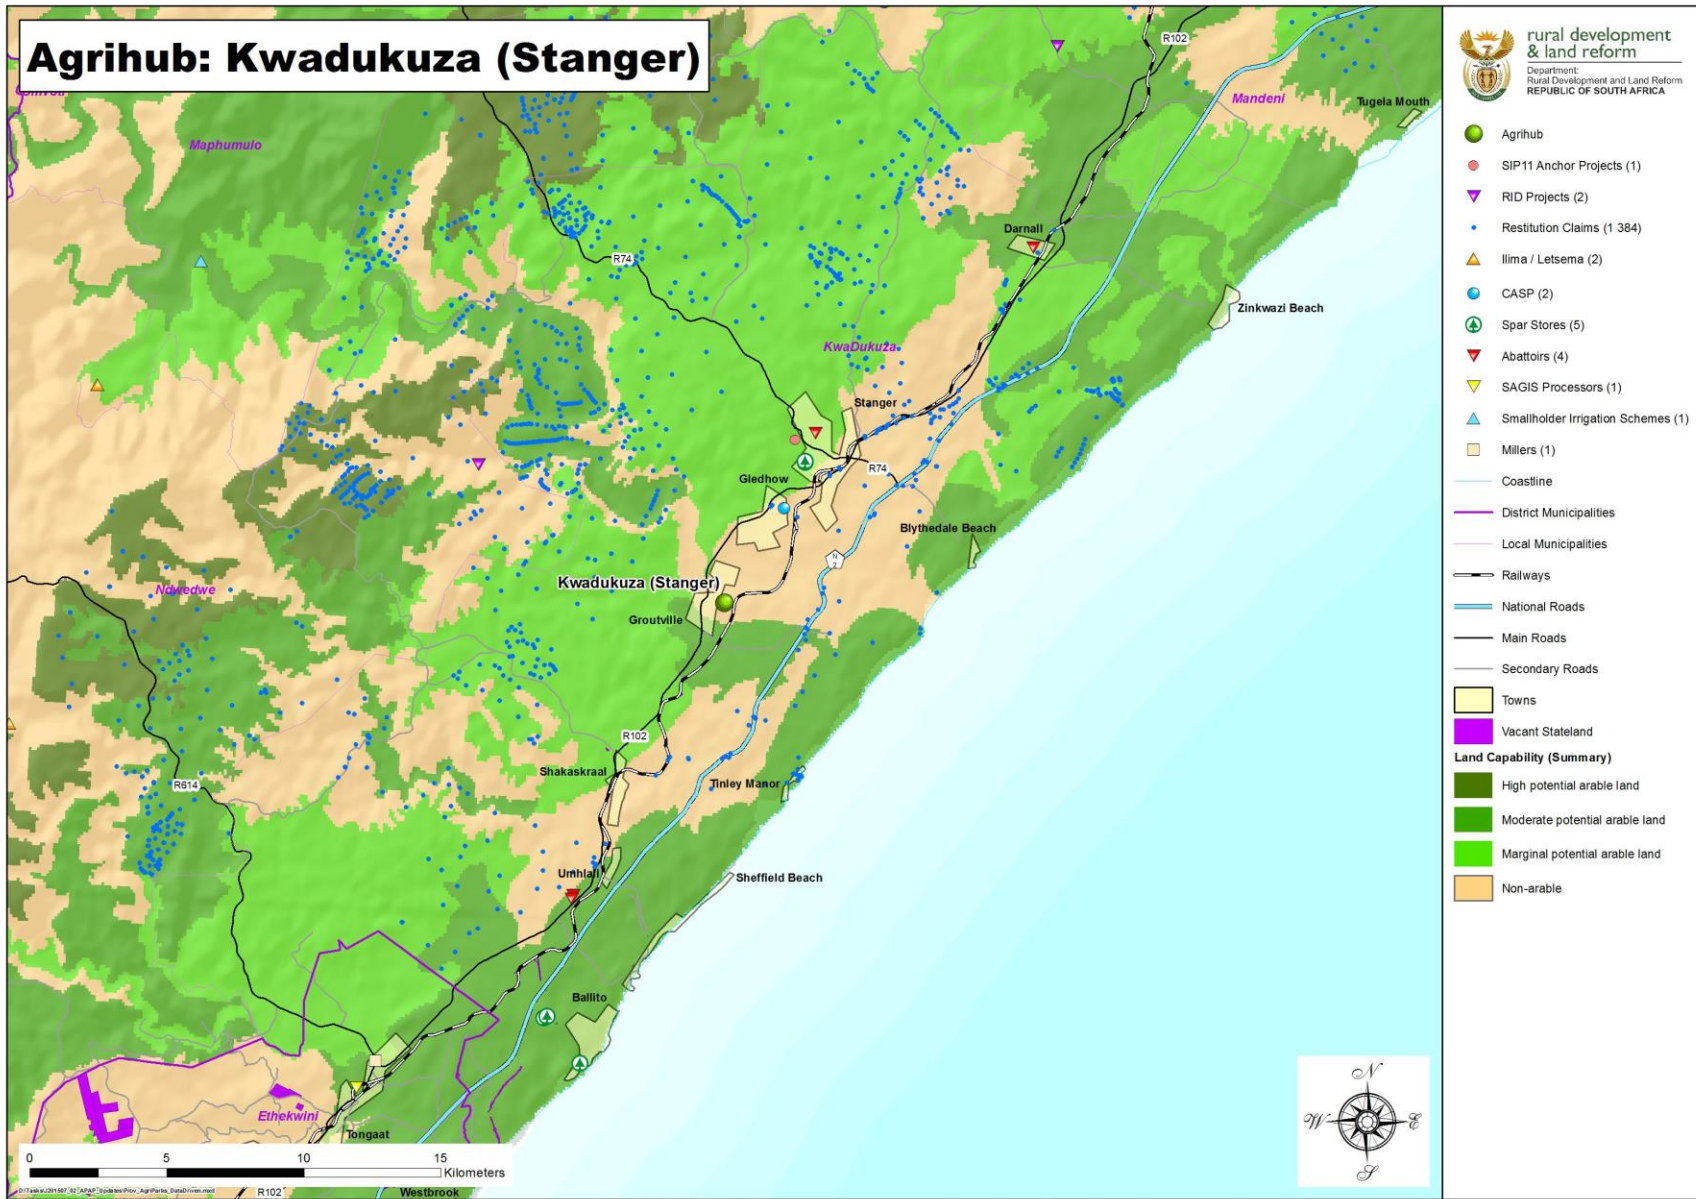 Agrihub: Kwadukuza (Stanger)
R102
Mandeni
Tugela Mouth
Maphumulo
Darnall
R74
Zinkwazi Beach
KwaDukuza
Stanger
R74
Gledhow
Blythedale Beach
N
2
Kwadukuza (Stanger)
Ndwedwe
Groutville
R102
Shakaskraal
Tinley Manor
R614
Umhlali
Sheffield Beach
Ballito
Ethekwini
Tongaat
R102
Westbrook
0 5 10 15
Kilometers
N
W E
S
rural development
& land reform
Department:
Rural Development and Land Reform
REPUBLIC OF SOUTH AFRICA
Agrihub
SIP11 Anchor Projects (1)
RID Projects (2)
Restitution Claims (1 384)
Ilima / Letsema (2)
CASP (2)
Spar Stores (5)
Abattoirs (4)
SAGIS Processors (1)
Smallholder Irrigation Schemes (1)
Millers (1)
Coastline
District Municipalities
Local Municipalities
Railways
National Roads
Main Roads
Secondary Roads
Towns
Vacant Stateland
Land Capability (Summary)
High potential arable land
Moderate potential arable land
Marginal potential arable land
Non-arable